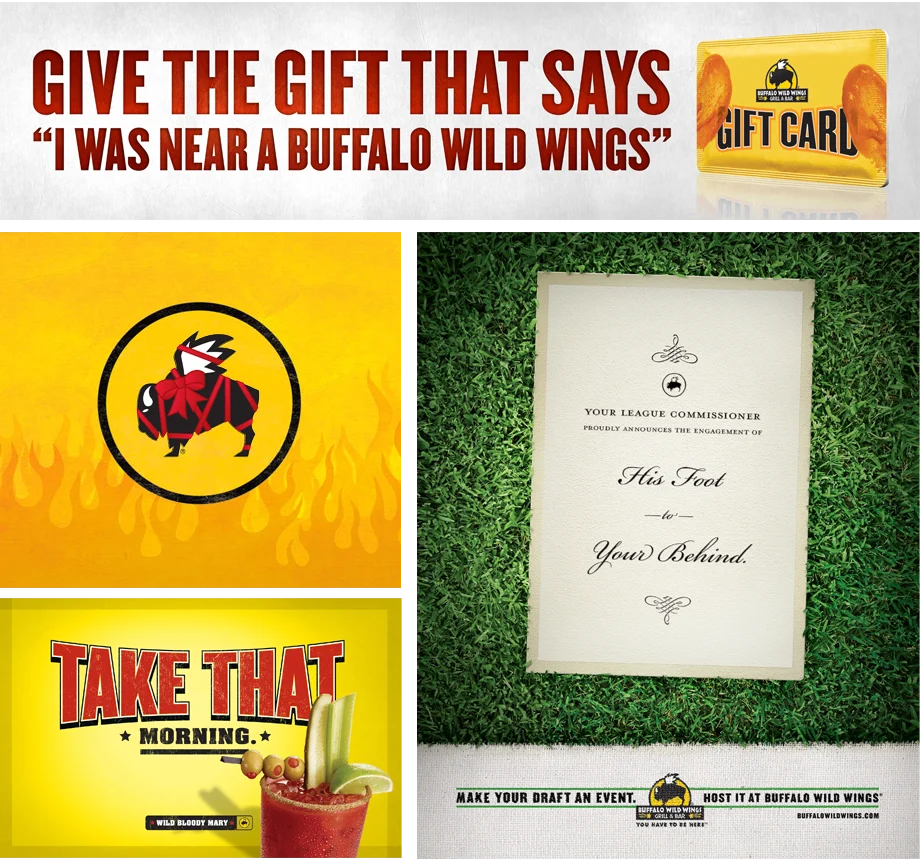 GIVE THE GIFT THAT SAYS
“I WAS NEAR A BUFFALO WILD WINGS”
BUFFALO WILD WINGS
GRILL & BAR
GIFT CARD
YOUR LEAGUE COMMISSIONER
PROUDLY ANNOUNCES THE ENGAGEMENT OF
His Foot
—to—
Your Behind.
TAKE THAT
★ MORNING. ★
WILD BLOODY MARY
MAKE YOUR DRAFT AN EVENT.
BUFFALO WILD WINGS
GRILL & BAR
YOU HAVE TO BE HERE™
HOST IT AT BUFFALO WILD WINGS®
BUFFALOWILDWINGS.COM